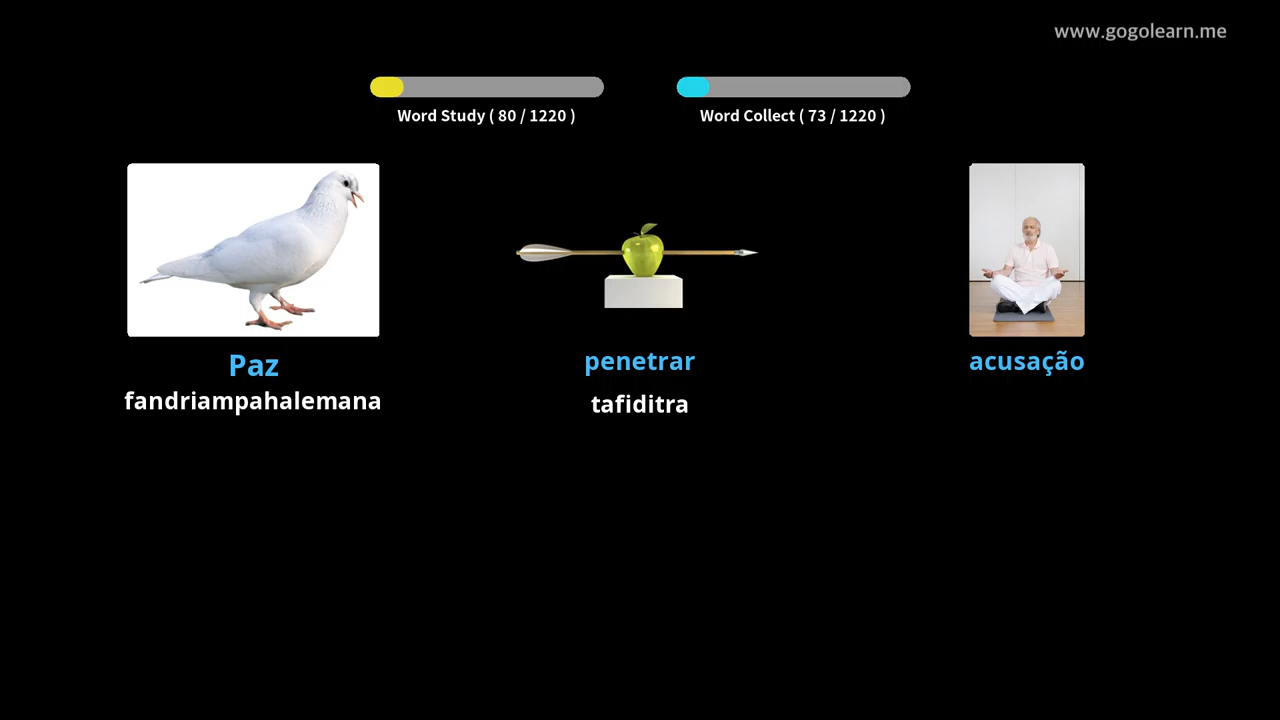 www.gogolearn.me
Word Study ( 80 / 1220 )
Word Collect ( 73 / 1220 )
Paz
penetrar
acusação
fandriampahalemana
tafiditra